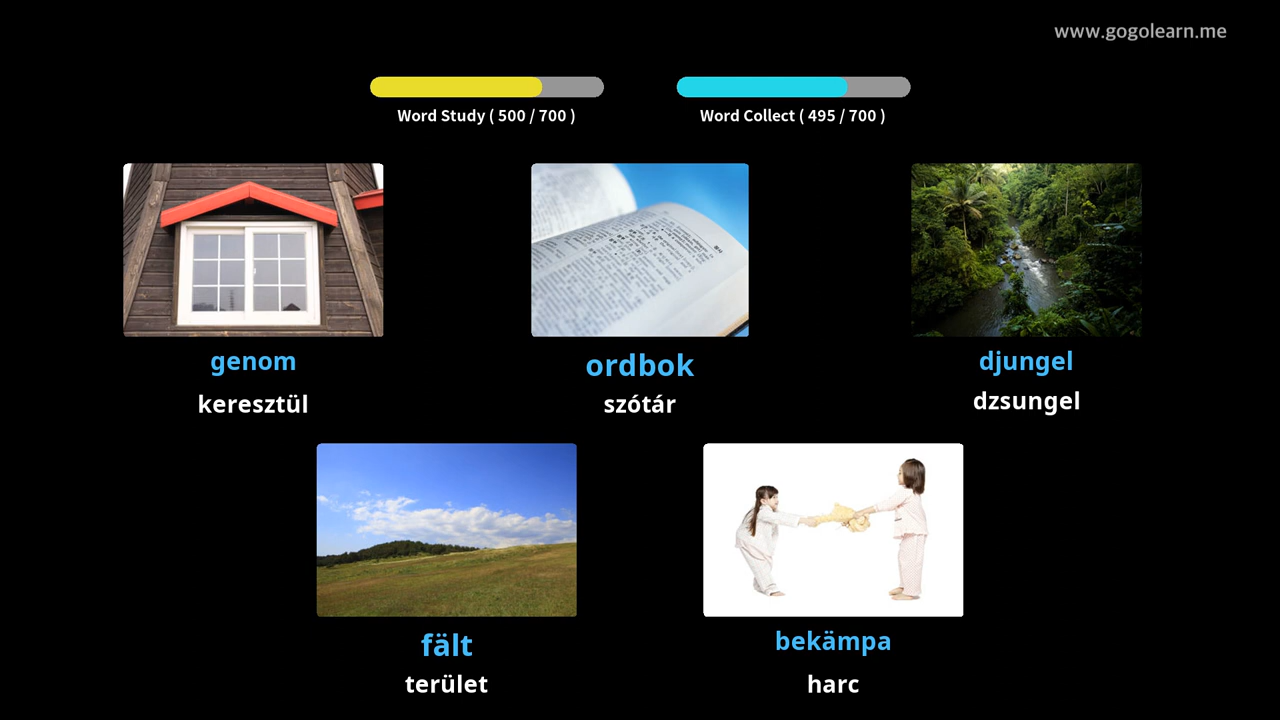 www.gogolearn.me
Word Study ( 500 / 700 )
Word Collect ( 495 / 700 )
genom
keresztül
ordbok
szótár
djungel
dzsungel
fält
terület
bekämpa
harc